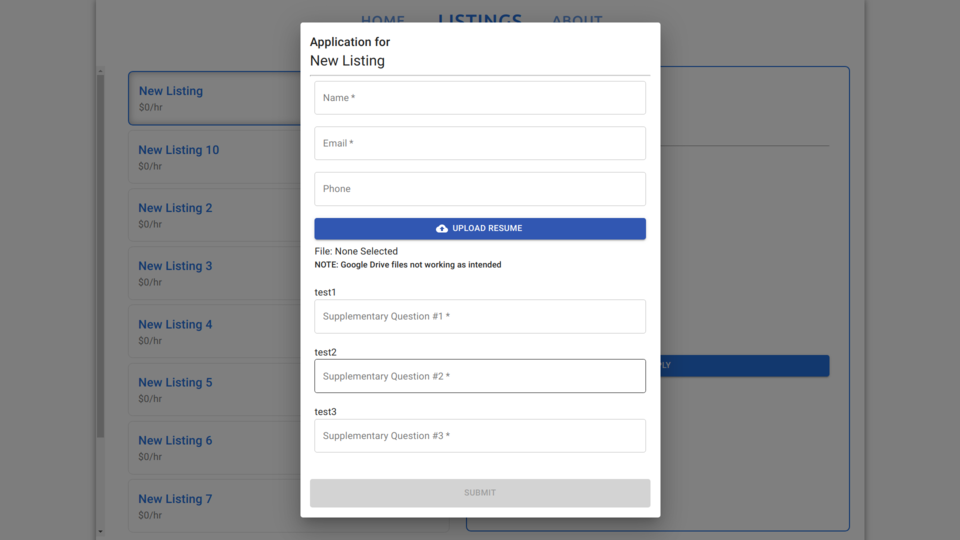 HOME LISTINGS ABOUT
Application for
New Listing
Name *
Email *
Phone
UPLOAD RESUME
File: None Selected
NOTE: Google Drive files not working as intended
test1
Supplementary Question #1 *
test2
Supplementary Question #2 *
test3
Supplementary Question #3 *
SUBMIT
New Listing
$0/hr
New Listing 10
$0/hr
New Listing 2
$0/hr
New Listing 3
$0/hr
New Listing 4
$0/hr
New Listing 5
$0/hr
New Listing 6
$0/hr
New Listing 7
$0/hr